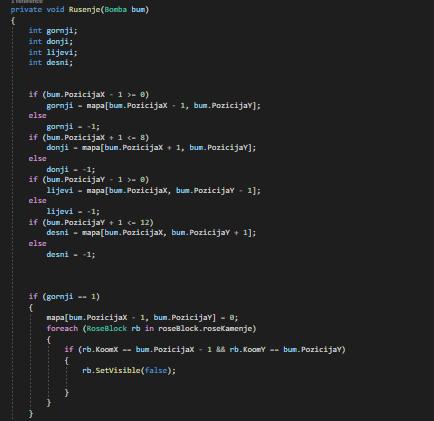 1 reference
private void Rusenje(Bomba bum)
{
int gornji;
int donji;
int lijevi;
int desni;
if (bum.PozicijaX - 1 >= 0)
gornji = mapa[bum.PozicijaX - 1, bum.PozicijaY];
else
gornji = -1;
if (bum.PozicijaX + 1 <= 8)
donji = mapa[bum.PozicijaX + 1, bum.PozicijaY];
else
donji = -1;
if (bum.PozicijaY - 1 >= 0)
lijevi = mapa[bum.PozicijaX, bum.PozicijaY - 1];
else
lijevi = -1;
if (bum.PozicijaY + 1 <= 12)
desni = mapa[bum.PozicijaX, bum.PozicijaY + 1];
else
desni = -1;
if (gornji == 1)
{
mapa[bum.PozicijaX - 1, bum.PozicijaY] = 0;
foreach (RoseBlock rb in roseBlock.roseKamenje)
{
if (rb.KoomX == bum.PozicijaX - 1 && rb.KoomY == bum.PozicijaY)
{
rb.SetVisible(false);
}
}
}